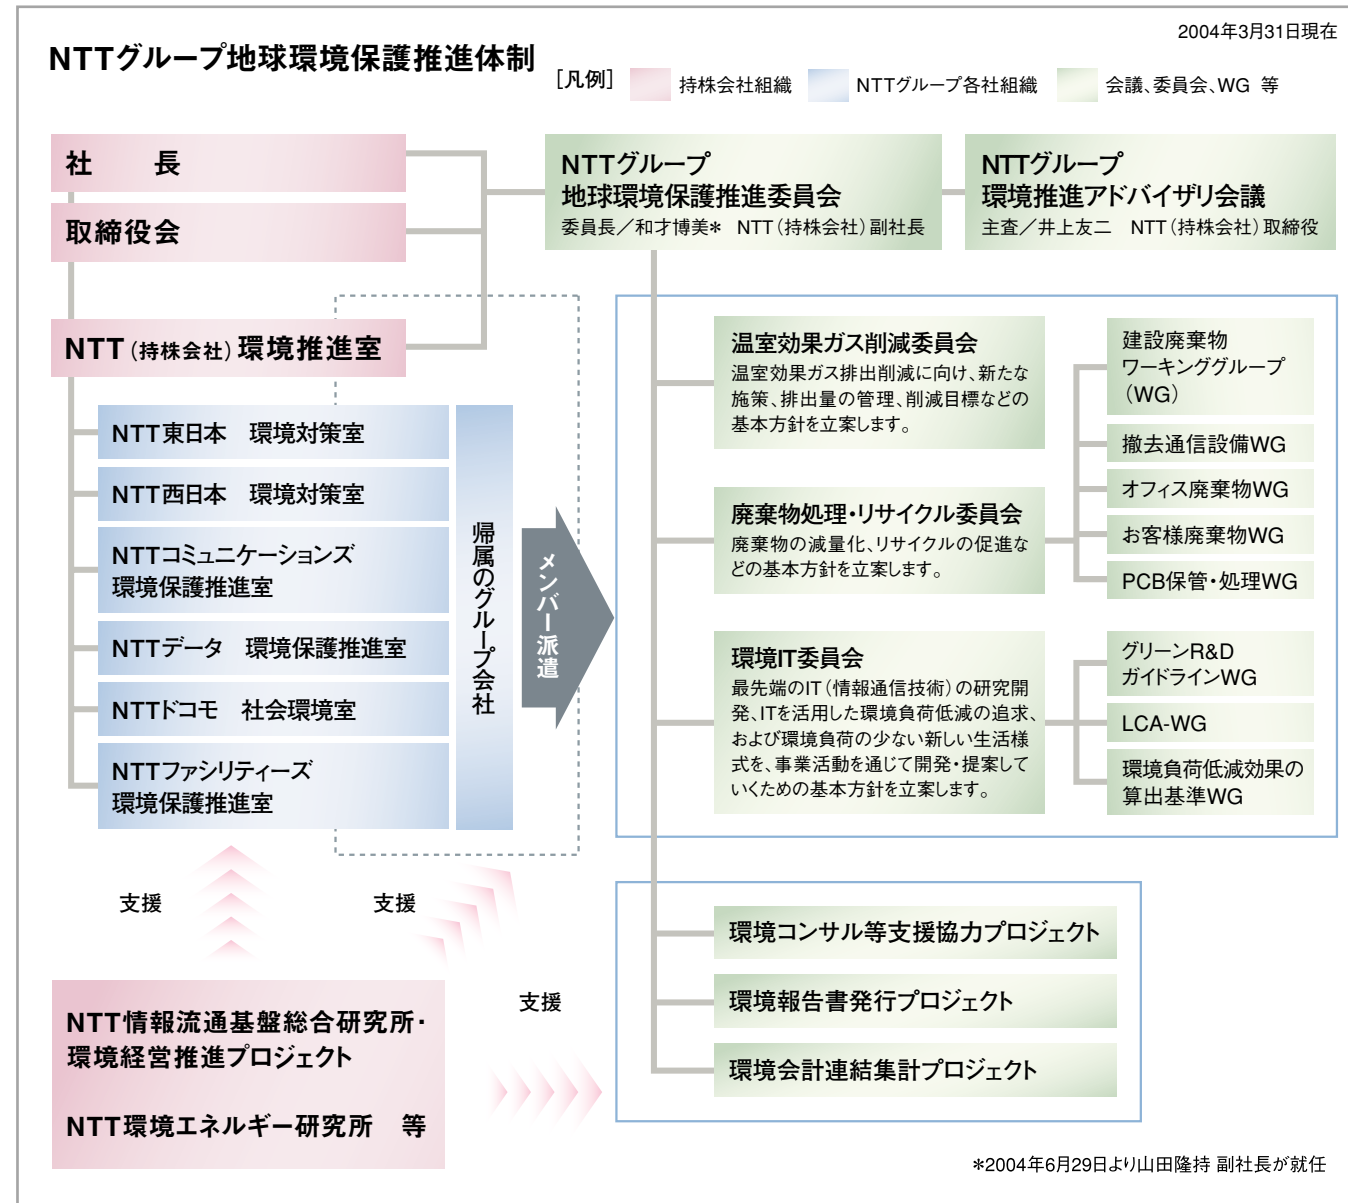 2004年3月31日現在
NTTグループ地球環境保護推進体制
［凡例］ 持株会社組織 NTTグループ各社組織 会議、委員会、WG 等
社　長
取締役会
NTT（持株会社）環境推進室
NTTグループ
地球環境保護推進委員会
委員長／和才博美＊ NTT（持株会社）副社長
NTTグループ
環境推進アドバイザリ会議
主査／井上友二 NTT（持株会社）取締役
NTT東日本　環境対策室
NTT西日本　環境対策室
NTTコミュニケーションズ
環境保護推進室
NTTデータ　環境保護推進室
NTTドコモ　社会環境室
NTTファシリティーズ
環境保護推進室
帰属のグループ会社
メンバー派遣
温室効果ガス削減委員会
温室効果ガス排出削減に向け、新たな
施策、排出量の管理、削減目標などの
基本方針を立案します。
廃棄物処理・リサイクル委員会
廃棄物の減量化、リサイクルの促進な
どの基本方針を立案します。
建設廃棄物
ワーキンググループ
（WG）
撤去通信設備WG
オフィス廃棄物WG
お客様廃棄物WG
PCB保管・処理WG
環境IT委員会
最先端のIT（情報通信技術）の研究開
発、ITを活用した環境負荷低減の追求、
および環境負荷の少ない新しい生活様
式を、事業活動を通じて開発・提案して
いくための基本方針を立案します。
グリーンR&D
ガイドラインWG
LCA-WG
環境負荷低減効果の
算出基準WG
支援
支援
支援
NTT情報流通基盤総合研究所・
環境経営推進プロジェクト
NTT環境エネルギー研究所　等
環境コンサル等支援協力プロジェクト
環境報告書発行プロジェクト
環境会計連結集計プロジェクト
＊2004年6月29日より山田隆持 副社長が就任